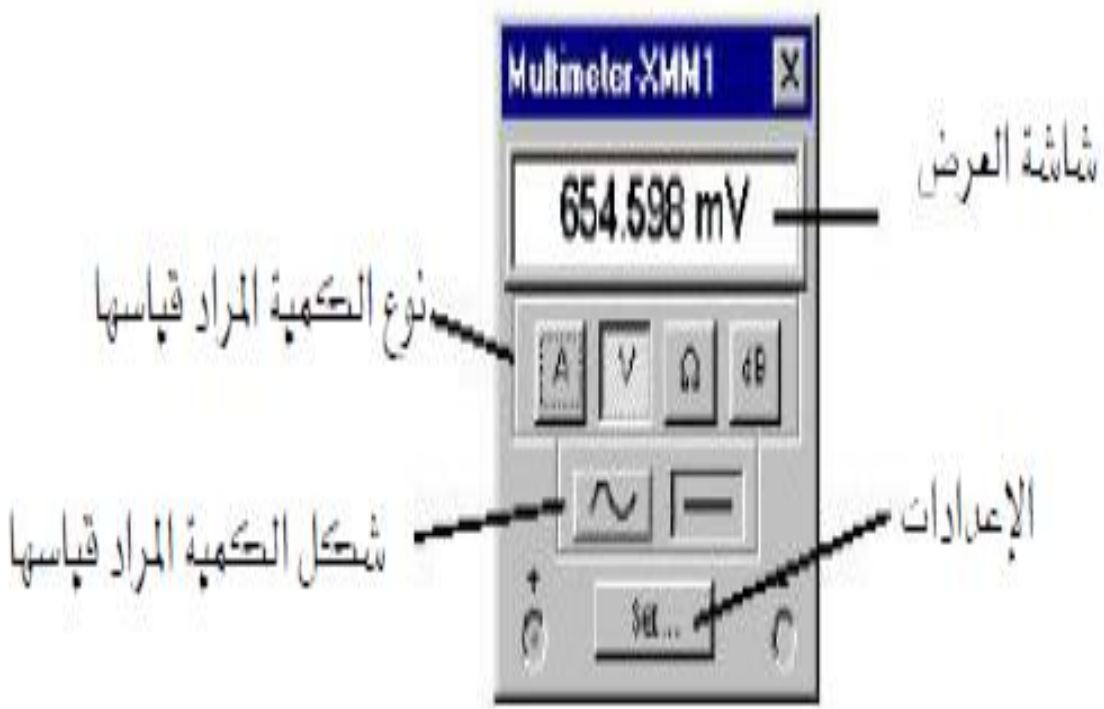 Multimeter-XMM1
شاشة العرض
654.598 mV
نوع الكمية المراد قياسها
A V Ω dB
شكل الكمية المراد قياسها
الإعدادات
+ -
Set...